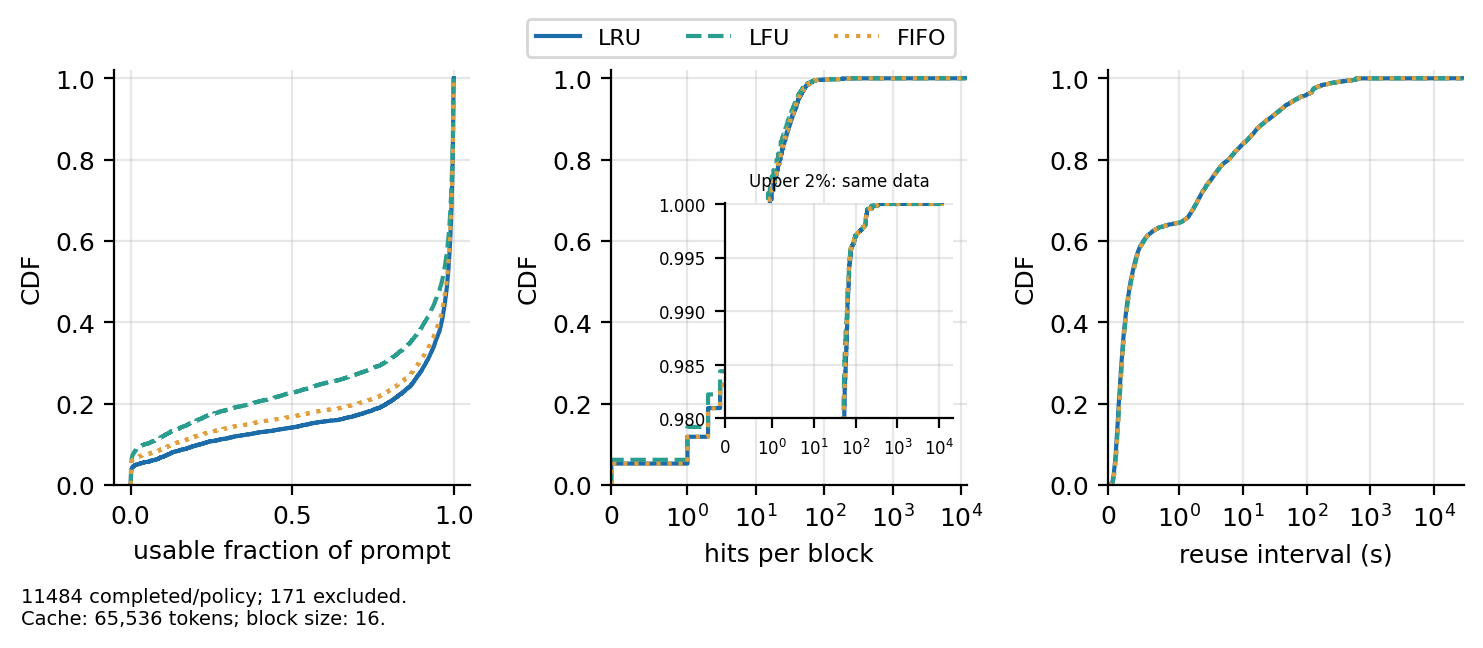 LRU LFU FIFO
CDF
1.0
0.8
0.6
0.4
0.2
0.0
0.0 0.5 1.0
usable fraction of prompt
CDF
1.0
0.8
0.6
0.4
0.2
0.0
Upper 2%: same data
1.000
0.995
0.990
0.985
0.980
0 10⁰ 10¹ 10² 10³ 10⁴
0 10⁰ 10¹ 10² 10³ 10⁴
hits per block
CDF
1.0
0.8
0.6
0.4
0.2
0.0
0 10⁰ 10¹ 10² 10³ 10⁴
reuse interval (s)
11484 completed/policy; 171 excluded.
Cache: 65,536 tokens; block size: 16.